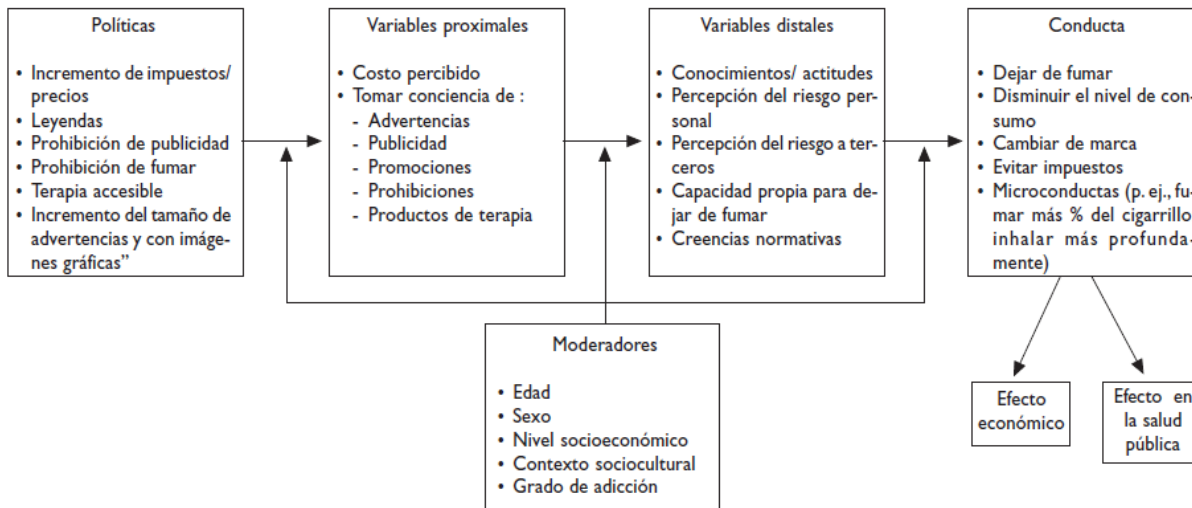 Políticas
• Incremento de impuestos/
precios
• Leyendas
• Prohibición de publicidad
• Prohibición de fumar
• Terapia accesible
• Incremento del tamaño de
advertencias y con imáge-
nes gráficas”
Variables proximales
• Costo percibido
• Tomar conciencia de :
- Advertencias
- Publicidad
- Promociones
- Prohibiciones
- Productos de terapia
Variables distales
• Conocimientos/ actitudes
• Percepción del riesgo per-
sonal
• Percepción del riesgo a ter-
ceros
• Capacidad propia para de-
jar de fumar
• Creencias normativas
Conducta
• Dejar de fumar
• Disminuir el nivel de con-
sumo
• Cambiar de marca
• Evitar impuestos
• Microconductas (p. ej., fu-
mar más % del cigarrillo
inhalar más profunda-
mente)
Moderadores
• Edad
• Sexo
• Nivel socioeconómico
• Contexto sociocultural
• Grado de adicción
Efecto
económico
Efecto en
la salud
pública